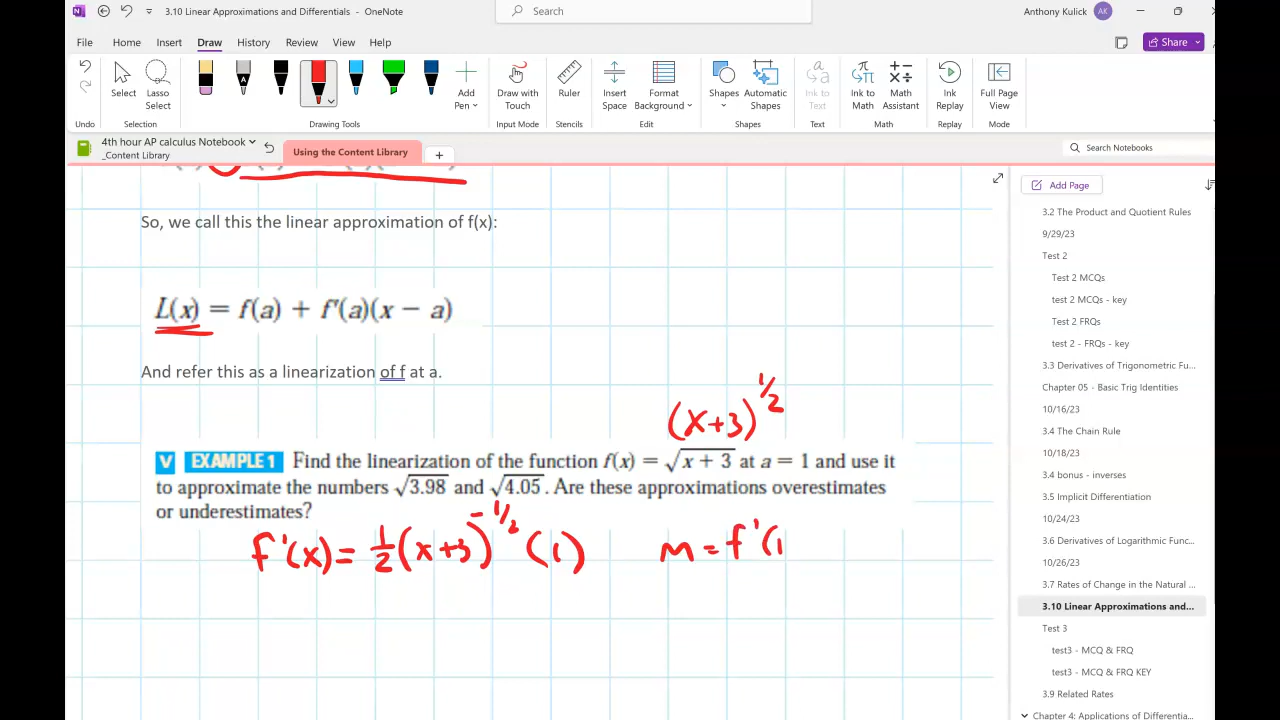 3.10 Linear Approximations and Differentials - OneNote
Search
Anthony Kulick
AK
File Home Insert Draw History Review View Help
Share
Undo
Select
Lasso Select
Selection
A
Drawing Tools
Add Pen
Draw with Touch
Input Mode
Ruler
Stencils
Insert Space
Format Background
Edit
Shapes
Automatic Shapes
Shapes
Ink to Text
Text
Ink to Math
Math Assistant
Math
Ink Replay
Replay
Full Page View
Mode
4th hour AP calculus Notebook
_Content Library
Using the Content Library
+
Search Notebooks
So, we call this the linear approximation of f(x):
L(x) = f(a) + f'(a)(x − a)
And refer this as a linearization of f at a.
(x+3)^1/2
V EXAMPLE 1 Find the linearization of the function f(x) = √x + 3 at a = 1 and use it
to approximate the numbers √3.98 and √4.05. Are these approximations overestimates
or underestimates?
f'(x) = 1/2 (x+3)^-1/2 (1) m = f'(1
Add Page
3.2 The Product and Quotient Rules
9/29/23
Test 2
Test 2 MCQs
test 2 MCQs - key
Test 2 FRQs
test 2 - FRQs - key
3.3 Derivatives of Trigonometric Fu...
Chapter 05 - Basic Trig Identities
10/16/23
3.4 The Chain Rule
10/18/23
3.4 bonus - inverses
3.5 Implicit Differentiation
10/24/23
3.6 Derivatives of Logarithmic Func...
10/26/23
3.7 Rates of Change in the Natural ...
3.10 Linear Approximations and...
Test 3
test3 - MCQ & FRQ
test3 - MCQ & FRQ KEY
3.9 Related Rates
Chapter 4: Applications of Differentia...